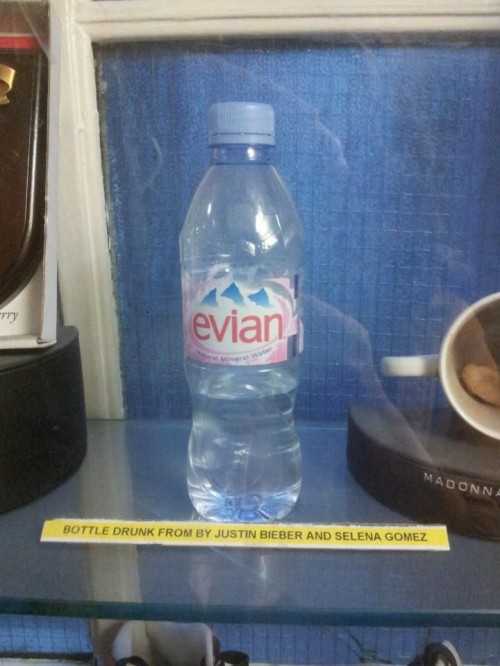 rry
evian
natural Mineral Water
MADONNA
BOTTLE DRUNK FROM BY JUSTIN BIEBER AND SELENA GOMEZ